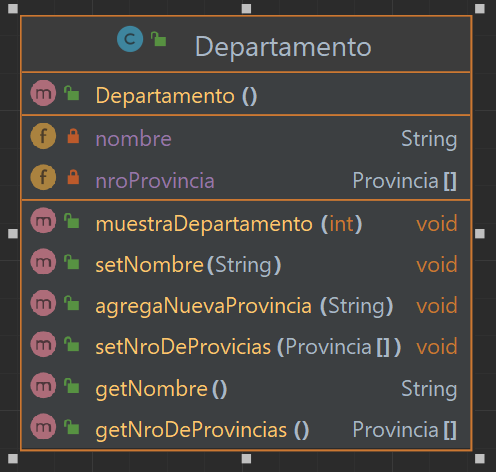 C Departamento
m Departamento ()
f nombre String
f nroProvincia Provincia[]
m muestraDepartamento (int) void
m setNombre(String) void
m agregaNuevaProvincia (String) void
m setNroDeProvicias (Provincia[]) void
m getNombre() String
m getNroDeProvincias () Provincia[]